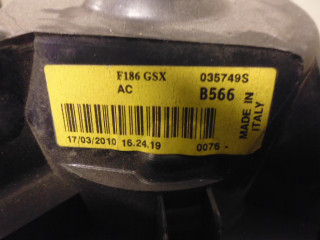 F186 GSX 035749S
AC B566
MADE IN ITALY
17/03/2010 16.24.19 0076 -